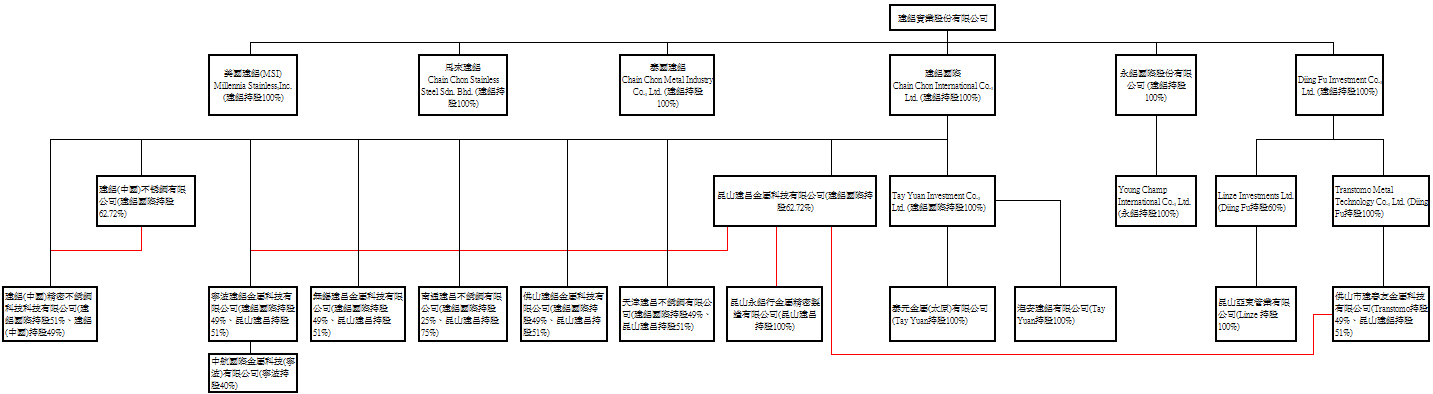 建錩實業股份有限公司
美國建錩(MSI)
Millennia Stainless,Inc.
(建錩持股100%)
馬來建錩
Chain Chon Stainless
Steel Sdn. Bhd. (建錩持
股100%)
泰國建錩
Chain Chon Metal Industry
Co., Ltd. (建錩持股
100%)
建錩國際
Chain Chon International Co.,
Ltd. (建錩持股100%)
永錩國際股份有限
公司 (建錩持股
100%)
Diing Fu Investment Co.,
Ltd. (建錩持股100%)
建錩(中國)不銹鋼有限
公司(建錩國際持股
62.72%)
昆山建昌金屬科技有限公司(建錩國際持
股62.72%)
Tay Yuan Investment Co.,
Ltd. (建錩國際持股100%)
Young Champ
International Co., Ltd.
(永錩持股100%)
Linze Investments Ltd.
(Diing Fu持股60%)
Transtomo Metal
Technology Co., Ltd. (Diing
Fu持股100%)
建錩(中國)精密不銹鋼
科技科技有限公司(建
錩國際持股51%、建錩
(中國)持股49%)
寧波建錩金屬科技有
限公司(建錩國際持股
49%、昆山建昌持股
51%)
無錫建昌金屬科技有限
公司(建錩國際持股
49%、昆山建昌持股
51%)
南通建昌不銹鋼有限
公司(建錩國際持股
25%、昆山建昌持股
75%)
佛山建錩金屬科技有
限公司(建錩國際持股
49%、昆山建昌持
股51%)
天津建昌不銹鋼有限公
司(建錩國際持股49%、
昆山建昌持股51%)
昆山永錩行金屬精密製
造有限公司(昆山建昌
持股100%)
泰元金屬(太原)有限公司
(Tay Yuan持股100%)
海安建錩有限公司(Tay
Yuan持股100%)
昆山亞東管業有限
公司(Linze 持股
100%)
佛山市建春友金屬科技
有限公司(Transtomo持股
49%、昆山建錩持股
51%)
中航國際金屬科技(寧
波)有限公司(寧波持
股40%)